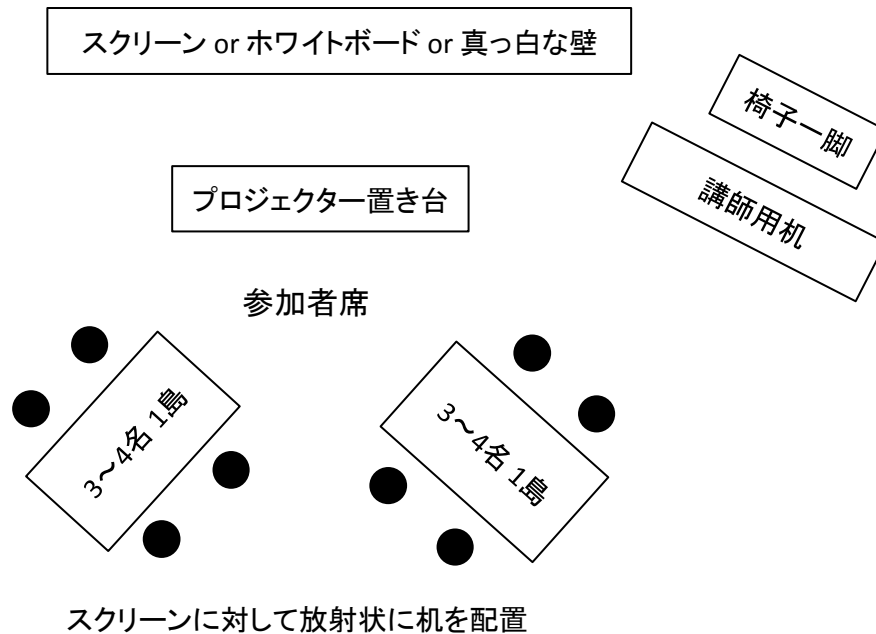 スクリーン or ホワイトボード or 真っ白な壁
椅子一脚
講師用机
プロジェクター置き台
参加者席
3～4名 1島
3～4名 1島
スクリーンに対して放射状に机を配置